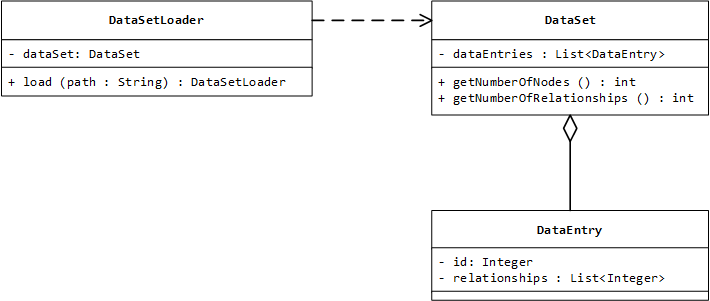 DataSetLoader
- dataSet: DataSet
+ load (path : String) : DataSetLoader
DataSet
- dataEntries : List<DataEntry>
+ getNumberOfNodes () : int
+ getNumberOfRelationships () : int
DataEntry
- id: Integer
- relationships : List<Integer>